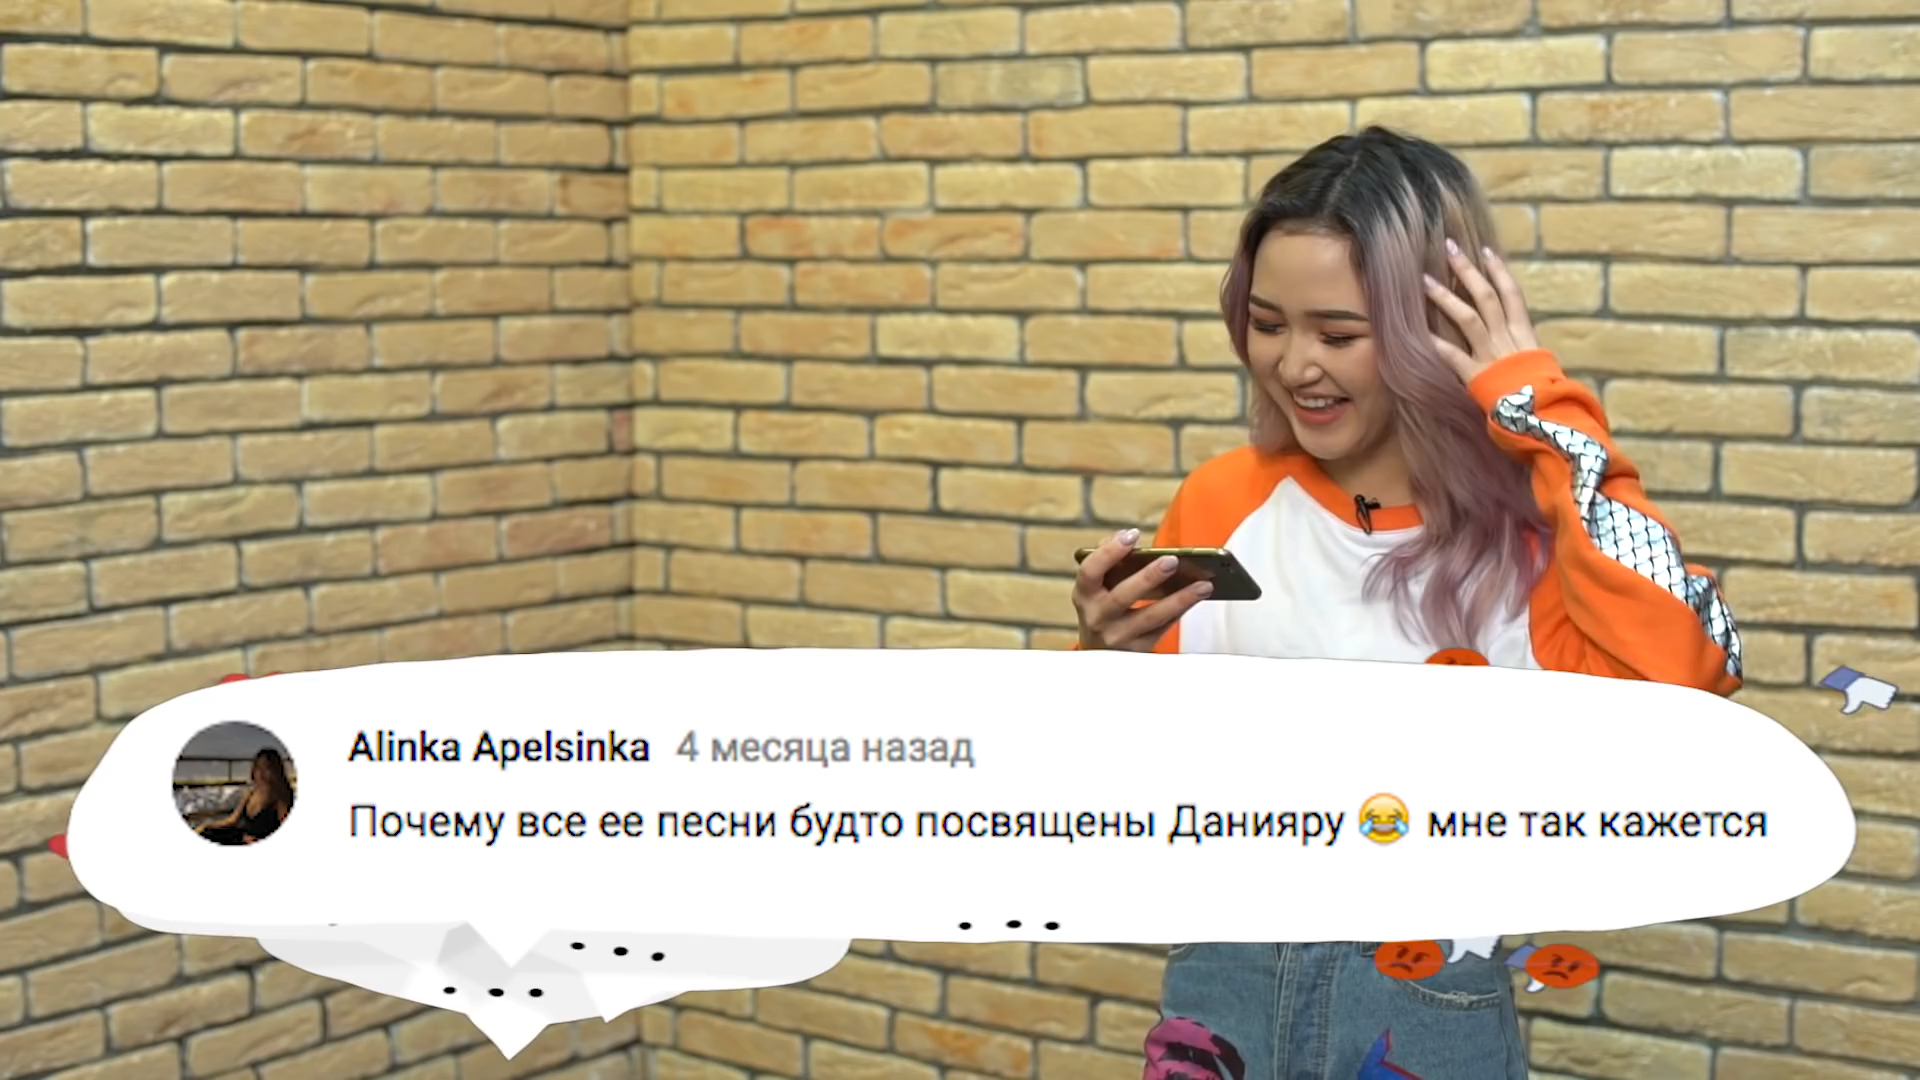 Alinka Apelsinka 4 месяца назад
Почему все ее песни будто посвящены Данияру 😂 мне так кажется